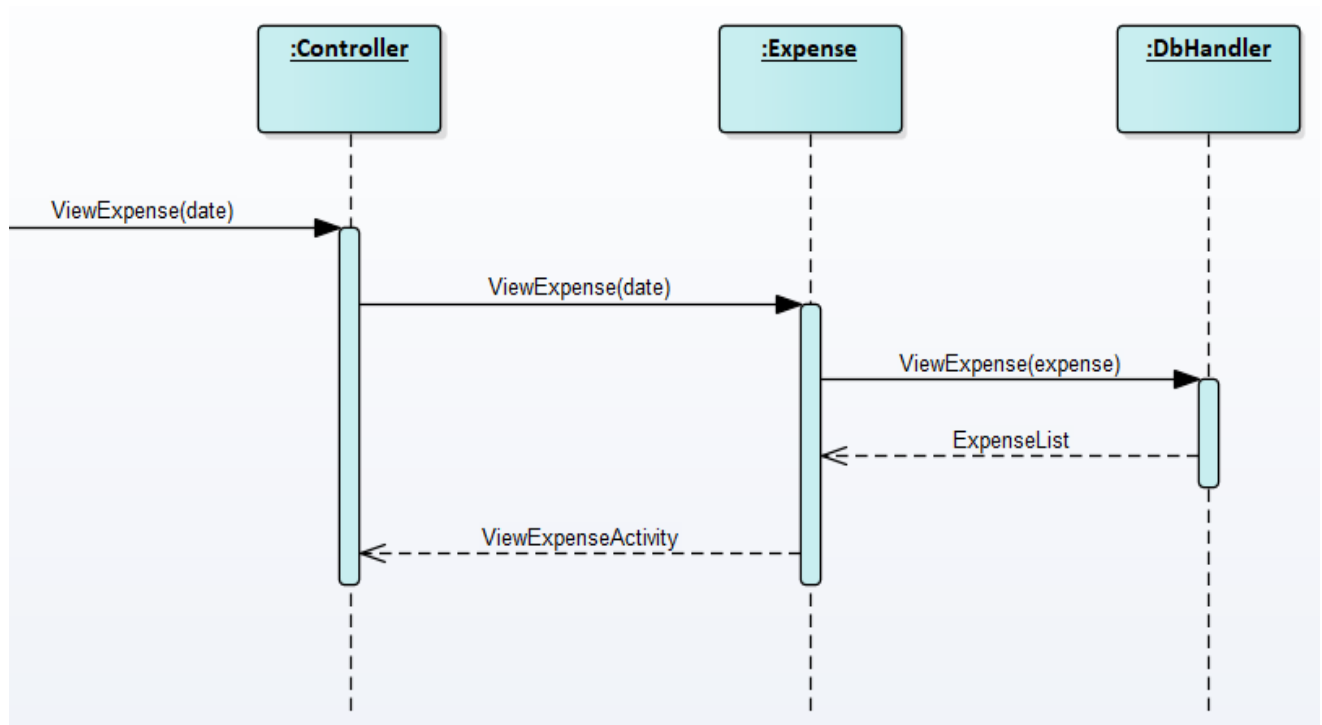 :Controller
:Expense
:DbHandler
ViewExpense(date)
ViewExpense(date)
ViewExpense(expense)
ExpenseList
ViewExpenseActivity